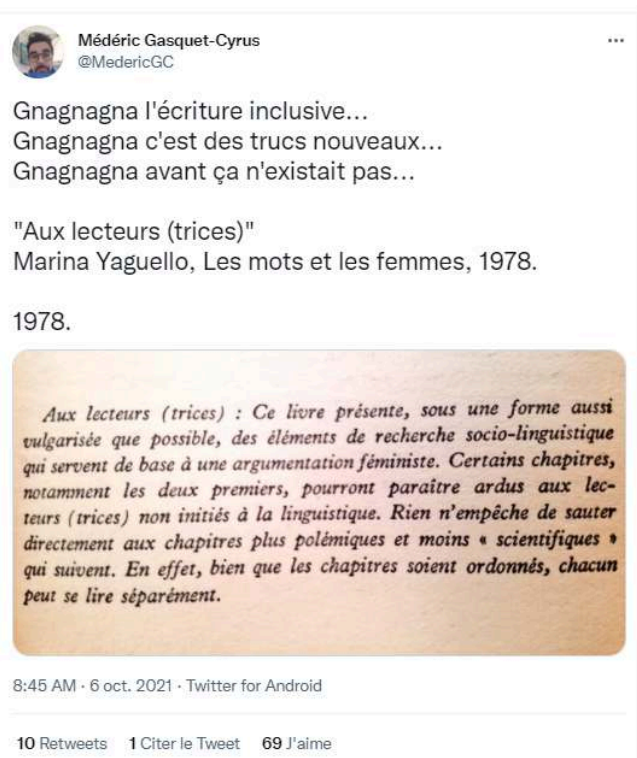 Médéric Gasquet-Cyrus
@MedericGC
Gnagnagna l'écriture inclusive...
Gnagnagna c'est des trucs nouveaux...
Gnagnagna avant ça n'existait pas...
"Aux lecteurs (trices)"
Marina Yaguello, Les mots et les femmes, 1978.
1978.
Aux lecteurs (trices) : Ce livre présente, sous une forme aussi
vulgarisée que possible, des éléments de recherche socio-linguistique
qui servent de base à une argumentation féministe. Certains chapitres,
notamment les deux premiers, pourront paraître ardus aux lec-
teurs (trices) non initiés à la linguistique. Rien n'empêche de sauter
directement aux chapitres plus polémiques et moins « scientifiques »
qui suivent. En effet, bien que les chapitres soient ordonnés, chacun
peut se lire séparément.
8:45 AM · 6 oct. 2021 · Twitter for Android
10 Retweets 1 Citer le Tweet 69 J'aime